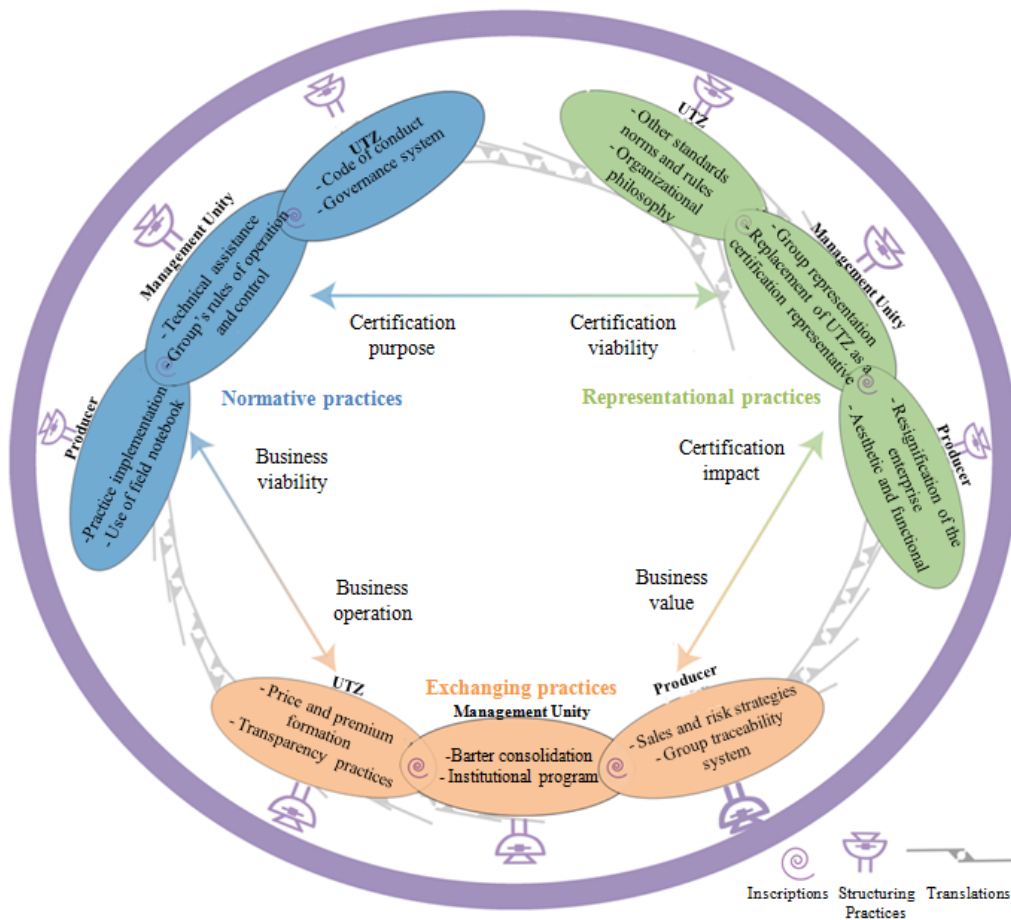 UTZ
- Code of conduct
- Governance system
Management Unity
- Technical assistance
- Group's rules of operation
and control
Producer
-Practice implementation
- Use of field notebook
UTZ
- Other standards
norms and rules
- Organizational
philosophy
Management Unity
- Group representation
- Replacement of UTZ as a
certification representative
Producer
- Resignification of the
enterprise
- Aesthetic and functional
Certification
purpose
Certification
viability
Normative practices
Representational practices
Business
viability
Certification
impact
Business
operation
Business
value
Exchanging practices
UTZ
- Price and premium
formation
- Transparency practices
Management Unity
-Barter consolidation
- Institutional program
Producer
- Sales and risk strategies
- Group traceability
system
Inscriptions
Structuring
Practices
Translations